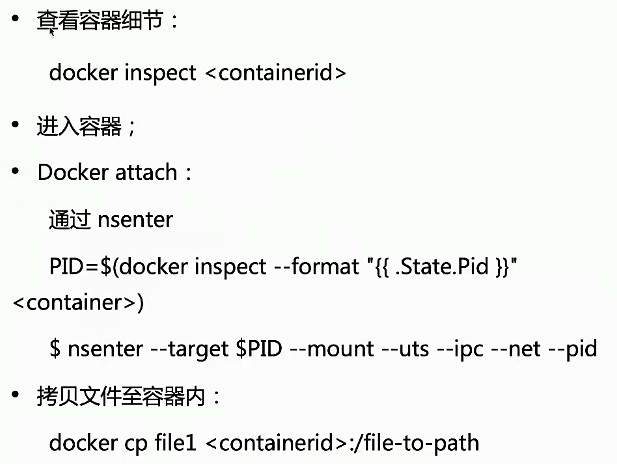 • 查看容器细节：
docker inspect <containerid>
• 进入容器；
• Docker attach：
通过 nsenter
PID=$(docker inspect --format "{{ .State.Pid }}"
<container>)
$ nsenter --target $PID --mount --uts --ipc --net --pid
• 拷贝文件至容器内：
docker cp file1 <containerid>:/file-to-path